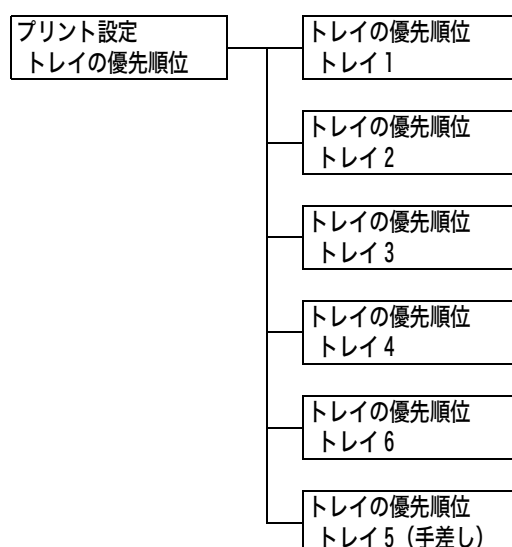 プリント設定
トレイの優先順位
トレイの優先順位
トレイ1
トレイの優先順位
トレイ2
トレイの優先順位
トレイ3
トレイの優先順位
トレイ4
トレイの優先順位
トレイ6
トレイの優先順位
トレイ5（手差し）